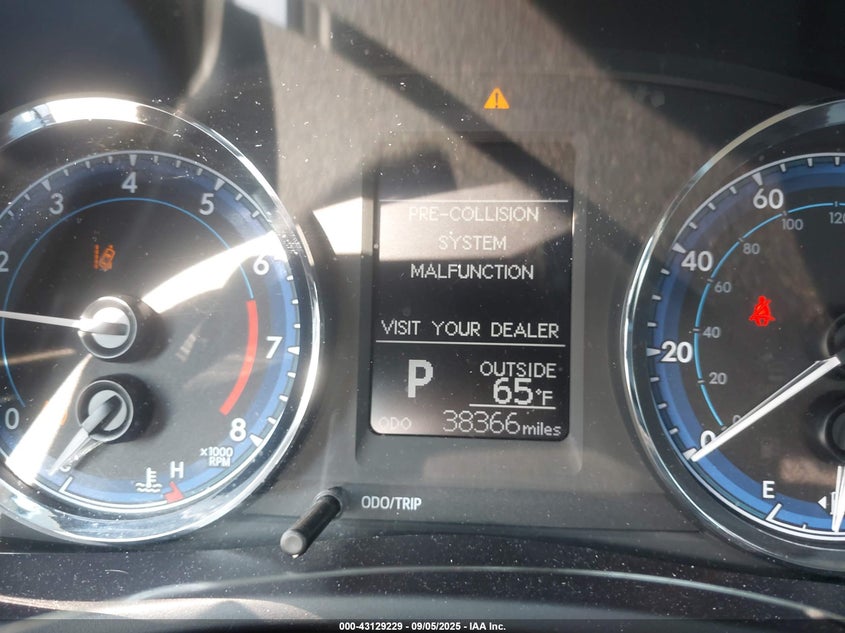 PRE-COLLISION
SYSTEM
MALFUNCTION
VISIT YOUR DEALER
P
OUTSIDE
65°F
ODO 38366 miles
ODO/TRIP
0
2
3
4
5
6
7
8
x1000
RPM
H
0
20
40
60
0
20
40
60
80
100
120
E
000-43129229 - 09/05/2025 - IAA Inc.